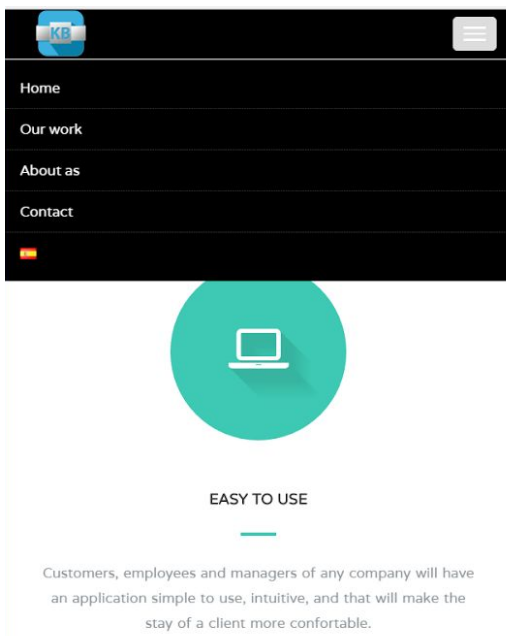 KB
Home
Our work
About as
Contact
EASY TO USE
Customers, employees and managers of any company will have
an application simple to use, intuitive, and that will make the
stay of a client more confortable.